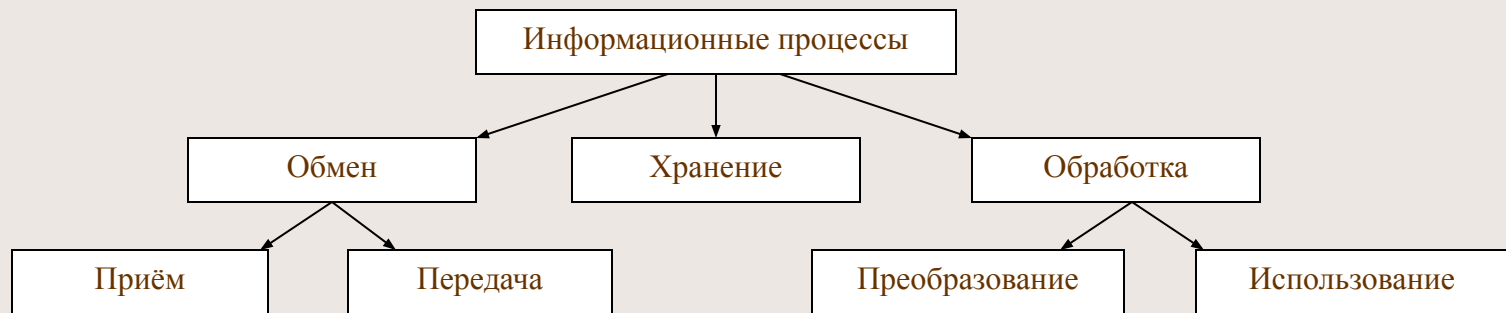 Информационные процессы
Обмен
Хранение
Обработка
Приём
Передача
Преобразование
Использование